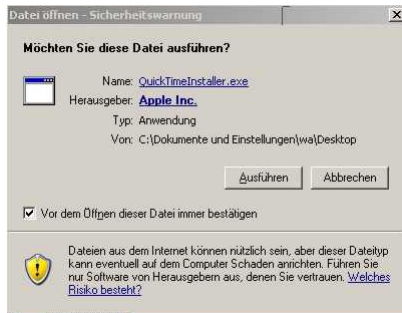 Datei öffnen - Sicherheitswarnung
Möchten Sie diese Datei ausführen?
Name: QuickTimeInstaller.exe
Herausgeber: Apple Inc.
Typ: Anwendung
Von: C:\Dokumente und Einstellungen\wa\Desktop
Ausführen Abbrechen
Vor dem Öffnen dieser Datei immer bestätigen
Dateien aus dem Internet können nützlich sein, aber dieser Dateityp
kann eventuell auf dem Computer Schaden anrichten. Führen Sie
nur Software von Herausgebern aus, denen Sie vertrauen. Welches
Risiko besteht?